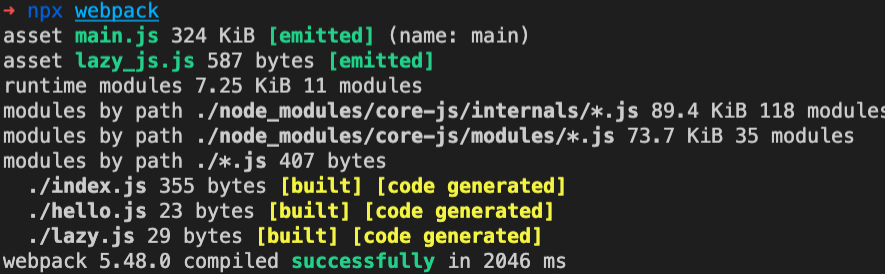 → npx webpack
asset main.js 324 KiB [emitted] (name: main)
asset lazy_js.js 587 bytes [emitted]
runtime modules 7.25 KiB 11 modules
modules by path ./node_modules/core-js/internals/*.js 89.4 KiB 118 modules
modules by path ./node_modules/core-js/modules/*.js 73.7 KiB 35 modules
modules by path ./*.js 407 bytes
  ./index.js 355 bytes [built] [code generated]
  ./hello.js 23 bytes [built] [code generated]
  ./lazy.js 29 bytes [built] [code generated]
webpack 5.48.0 compiled successfully in 2046 ms